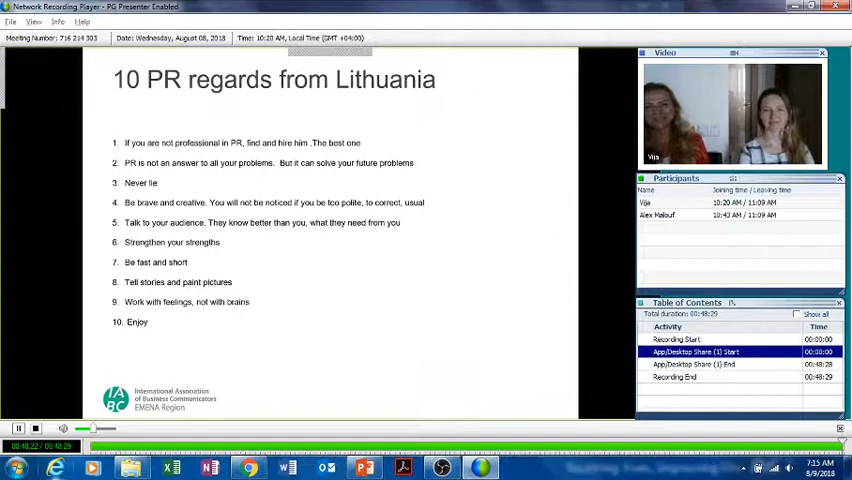 Network Recording Player - PG Presenter Enabled
File View Info Help
Meeting Number: 716 214 303 Date: Wednesday, August 08, 2018 Time: 10:20 AM, Local Time (GMT +04:00)
10 PR regards from Lithuania
1. If you are not professional in PR, find and hire him .The best one
2. PR is not an answer to all your problems. But it can solve your future problems
3. Never lie
4. Be brave and creative. You will not be noticed if you be too polite, to correct, usual
5. Talk to your audience. They know better than you, what they need from you
6. Strengthen your strengths
7. Be fast and short
8. Tell stories and paint pictures
9. Work with feelings, not with brains
10. Enjoy
IABC
International Association
of Business Communicators
EMENA Region
Video
Vija
Participants
Name Joining time / Leaving time
Vija 10:20 AM / 11:09 AM
Alex Malouf 10:43 AM / 11:09 AM
Table of Contents
Total duration: 00:48:29 Show all
Activity Time
Recording Start 00:00:00
App/Desktop Share (1) Start 00:00:00
App/Desktop Share (1) End 00:48:28
Recording End 00:48:29
00:48:22 / 00:48:29
7:15 AM
8/9/2018